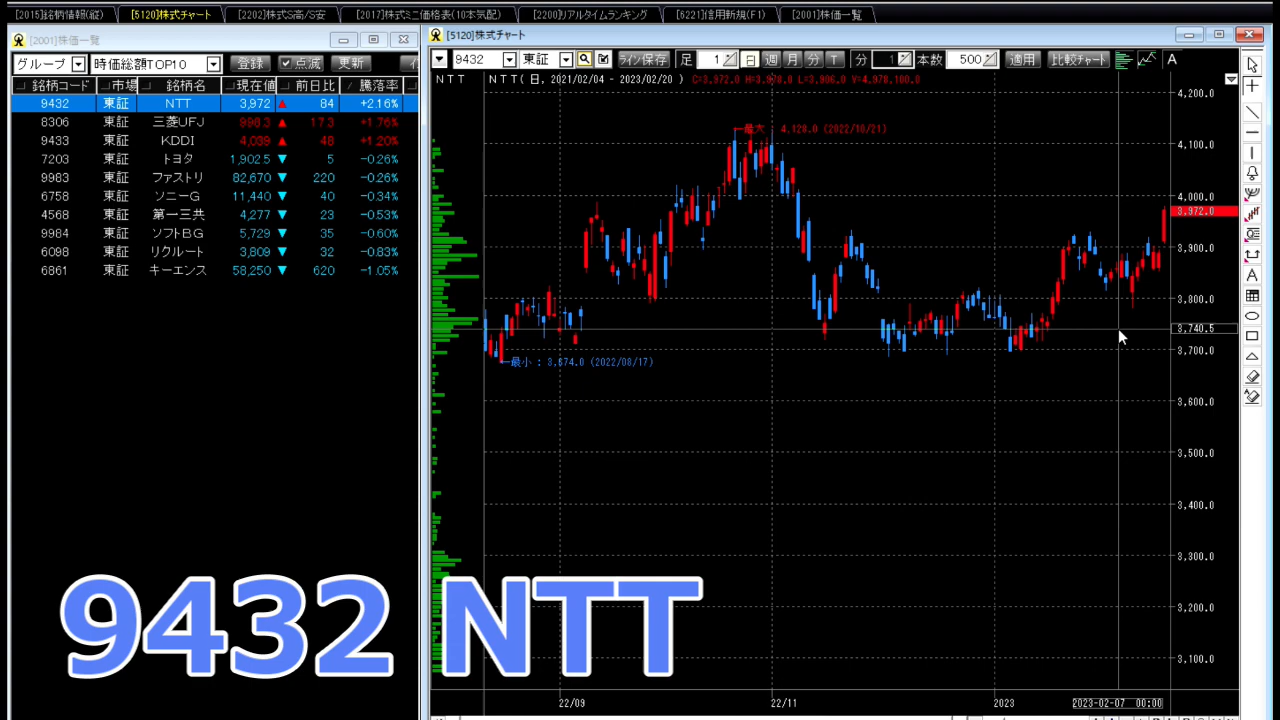 [2015]銘柄情報(縦) [5120]株式チャート [2202]株式S高/S安 [2017]株式ミニ価格表(10本気配) [2200]リアルタイムランキング [6221]信用新規(F1) [2001]株価一覧
[2001]株価一覧
グループ 時価総額TOP10 登録 点滅 更新
銘柄コード 市場 銘柄名 現在値 前日比 騰落率
9432 東証 NTT 3,972 ▲ 84 +2.16%
8306 東証 三菱UFJ 998.3 ▲ 17.3 +1.76%
9433 東証 KDDI 4,039 ▲ 48 +1.20%
7203 東証 トヨタ 1,902.5 ▼ 5 -0.26%
9983 東証 ファストリ 82,670 ▼ 220 -0.26%
6758 東証 ソニーG 11,440 ▼ 40 -0.34%
4568 東証 第一三共 4,277 ▼ 23 -0.53%
9984 東証 ソフトBG 5,729 ▼ 35 -0.60%
6098 東証 リクルート 3,809 ▼ 32 -0.83%
6861 東証 キーエンス 58,250 ▼ 620 -1.05%
[5120]株式チャート
9432 東証 ライン保存 足 1 日 週 月 分 T 分 1 本数 500 適用 比較チャート A
NTT NTT(日, 2021/02/04 - 2023/02/20 ) C=3,972.0 H=3,978.0 L=3,906.0 V=4,978,100.0
4,200.0
←最大 : 4,128.0 (2022/10/21)
4,100.0
4,000.0
3,972.0
3,900.0
3,800.0
3,740.5
3,700.0
←最小 : 3,674.0 (2022/08/17)
3,600.0
3,500.0
3,400.0
3,300.0
3,200.0
3,100.0
22/09 22/11 2023 2023-02-07 00:00
A
9432 NTT